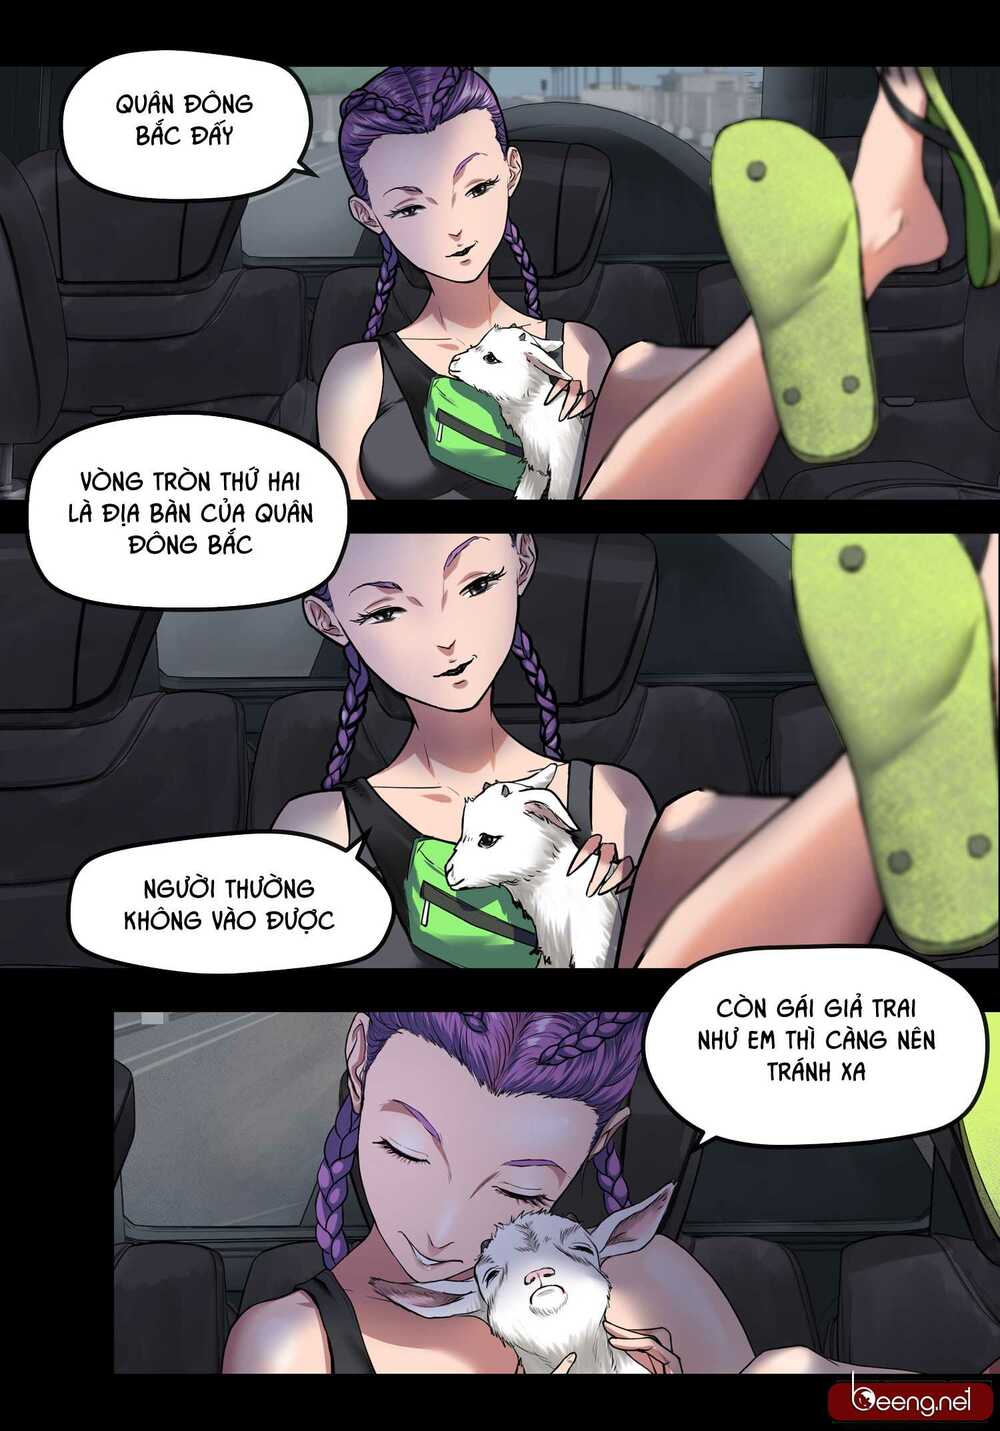 QUÂN ĐÔNG
BẮC ĐẤY
VÒNG TRÒN THỨ HAI
LÀ ĐỊA BÀN CỦA QUÂN
ĐÔNG BẮC
NGƯỜI THƯỜNG
KHÔNG VÀO ĐƯỢC
CÒN GÁI GIẢ TRAI
NHƯ EM THÌ CÀNG NÊN
TRÁNH XA
beeng.net